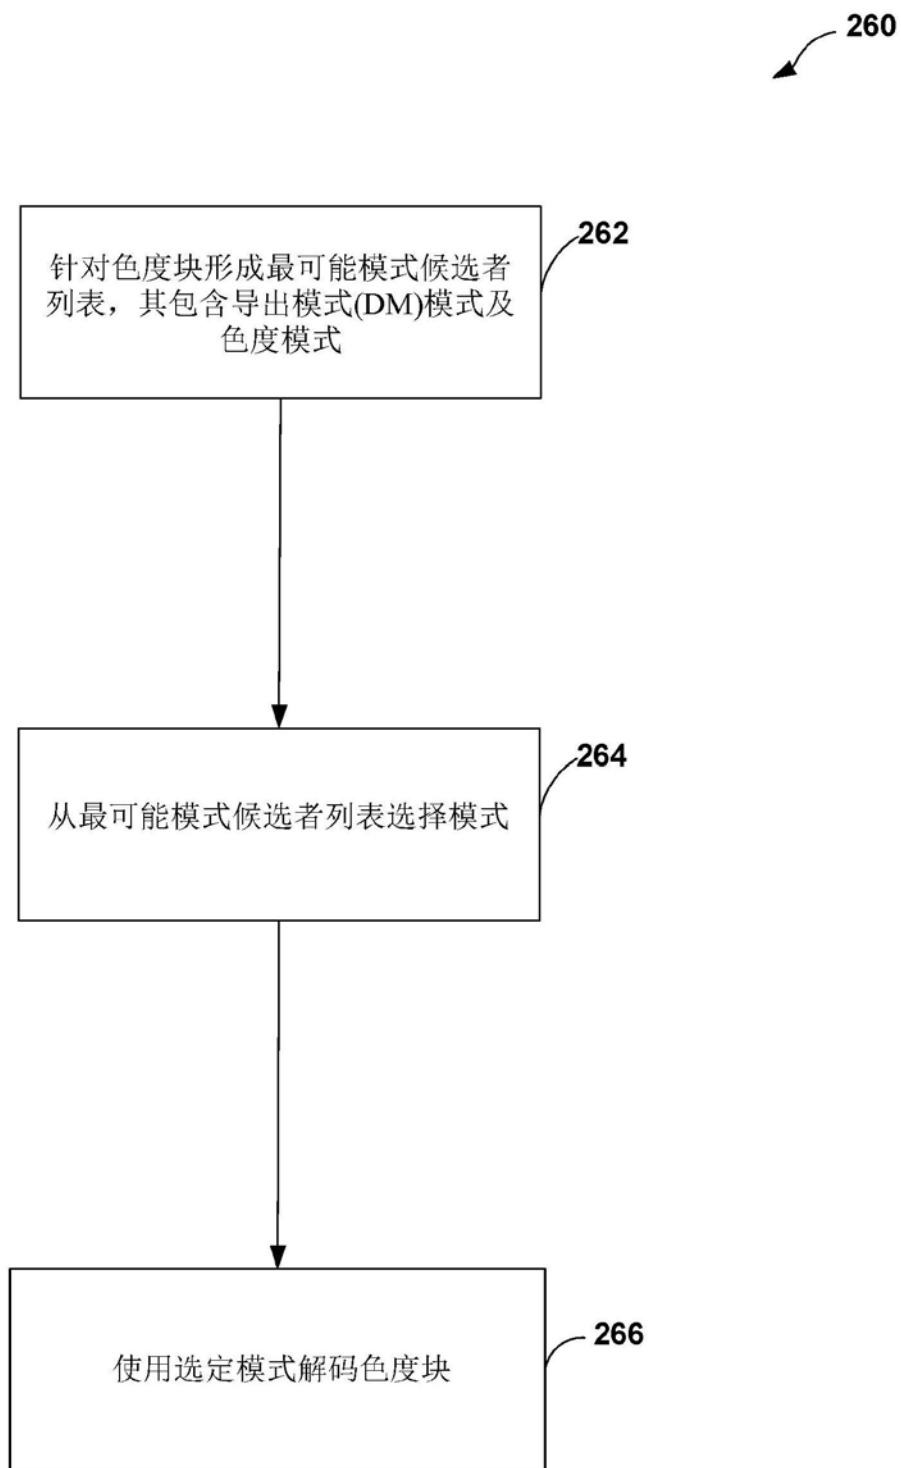 260
262
针对色度块形成最可能模式候选者
列表，其包含导出模式(DM)模式及
色度模式
264
从最可能模式候选者列表选择模式
266
使用选定模式解码色度块